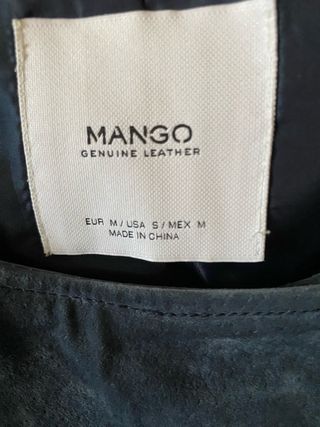 MANGO
GENUINE LEATHER
EUR M / USA S / MEX M
MADE IN CHINA